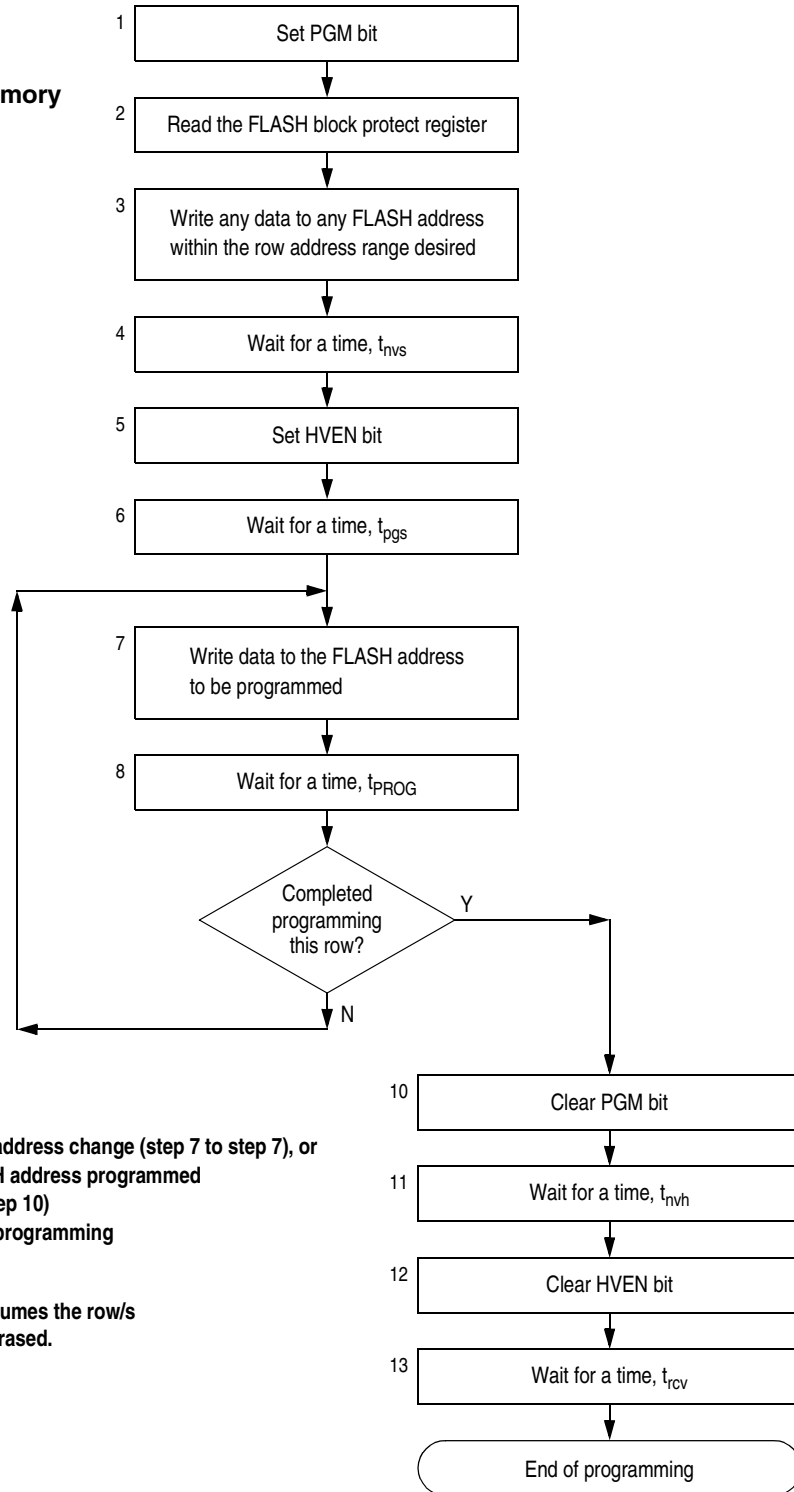 1
Set PGM bit
mory
2
Read the FLASH block protect register
3
Write any data to any FLASH address
within the row address range desired
4
Wait for a time, tnvs
5
Set HVEN bit
6
Wait for a time, tpgs
7
Write data to the FLASH address
to be programmed
8
Wait for a time, tPROG
Completed
programming
this row?
Y
N
10
Clear PGM bit
address change (step 7 to step 7), or
H address programmed
ep 10)
programming
11
Wait for a time, tnvh
12
Clear HVEN bit
umes the row/s
rased.
13
Wait for a time, trcv
End of programming